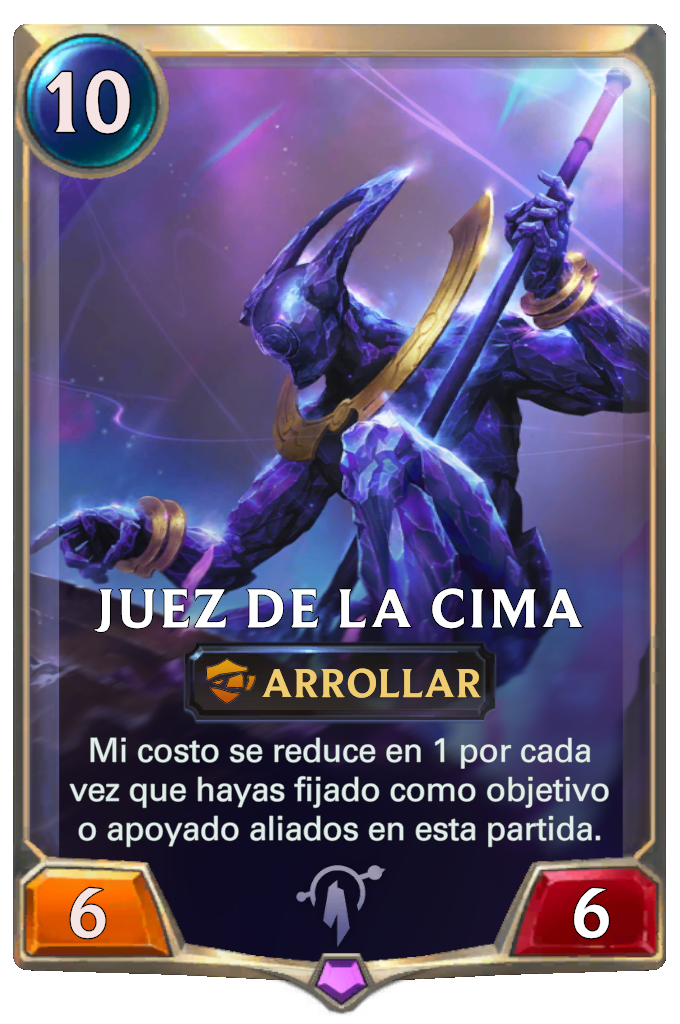 10
JUEZ DE LA CIMA
ARROLLAR
Mi costo se reduce en 1 por cada
vez que hayas fijado como objetivo
o apoyado aliados en esta partida.
6
6